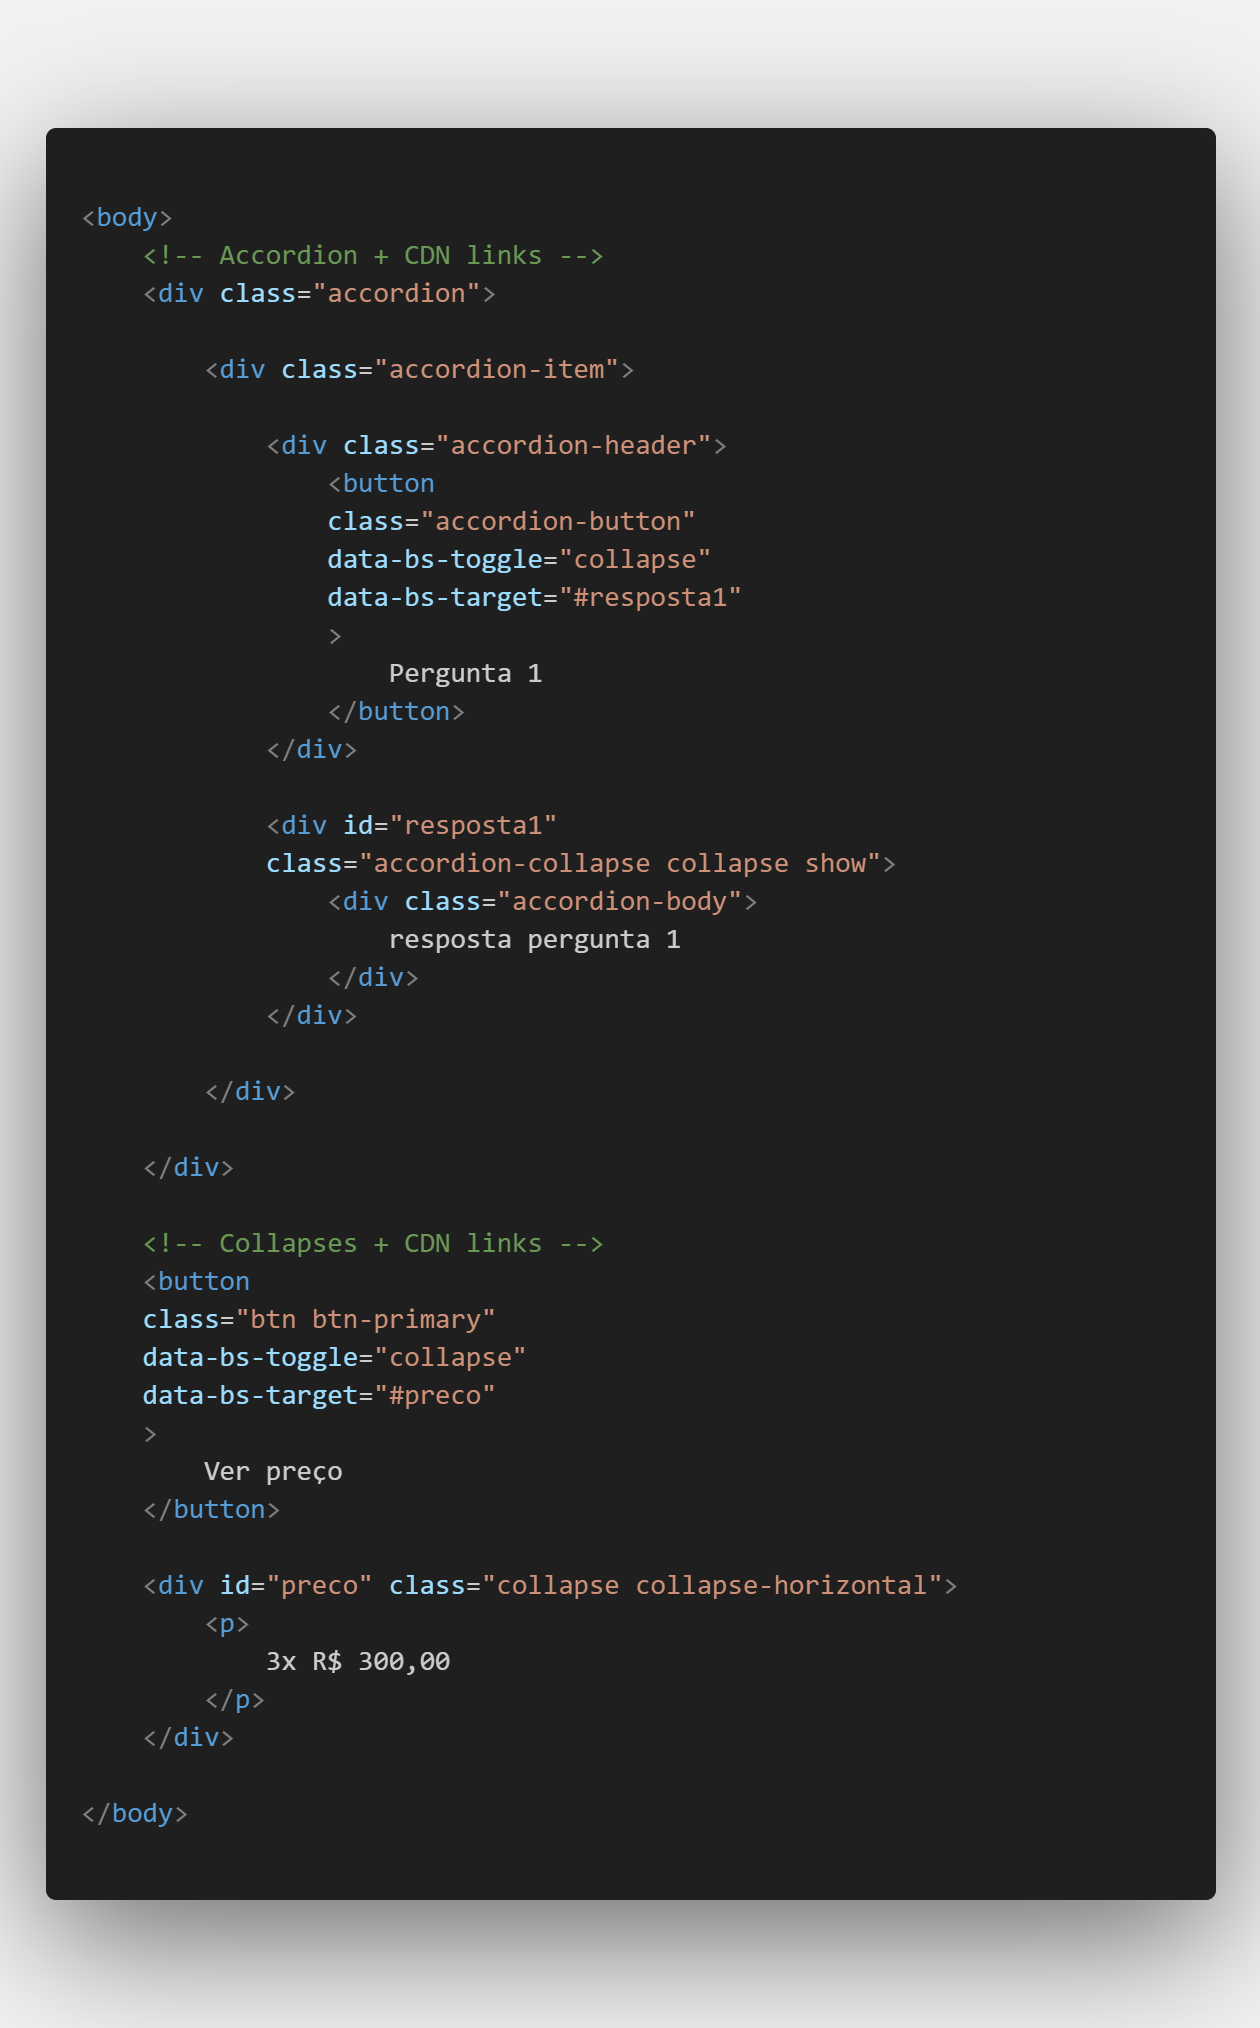 <body>
    <!-- Accordion + CDN links -->
    <div class="accordion">

        <div class="accordion-item">

            <div class="accordion-header">
                <button
                class="accordion-button"
                data-bs-toggle="collapse"
                data-bs-target="#resposta1"
                >
                    Pergunta 1
                </button>
            </div>

            <div id="resposta1"
            class="accordion-collapse collapse show">
                <div class="accordion-body">
                    resposta pergunta 1
                </div>
            </div>

        </div>

    </div>

    <!-- Collapses + CDN links -->
    <button
    class="btn btn-primary"
    data-bs-toggle="collapse"
    data-bs-target="#preco"
    >
        Ver preço
    </button>

    <div id="preco" class="collapse collapse-horizontal">
        <p>
            3x R$ 300,00
        </p>
    </div>

</body>